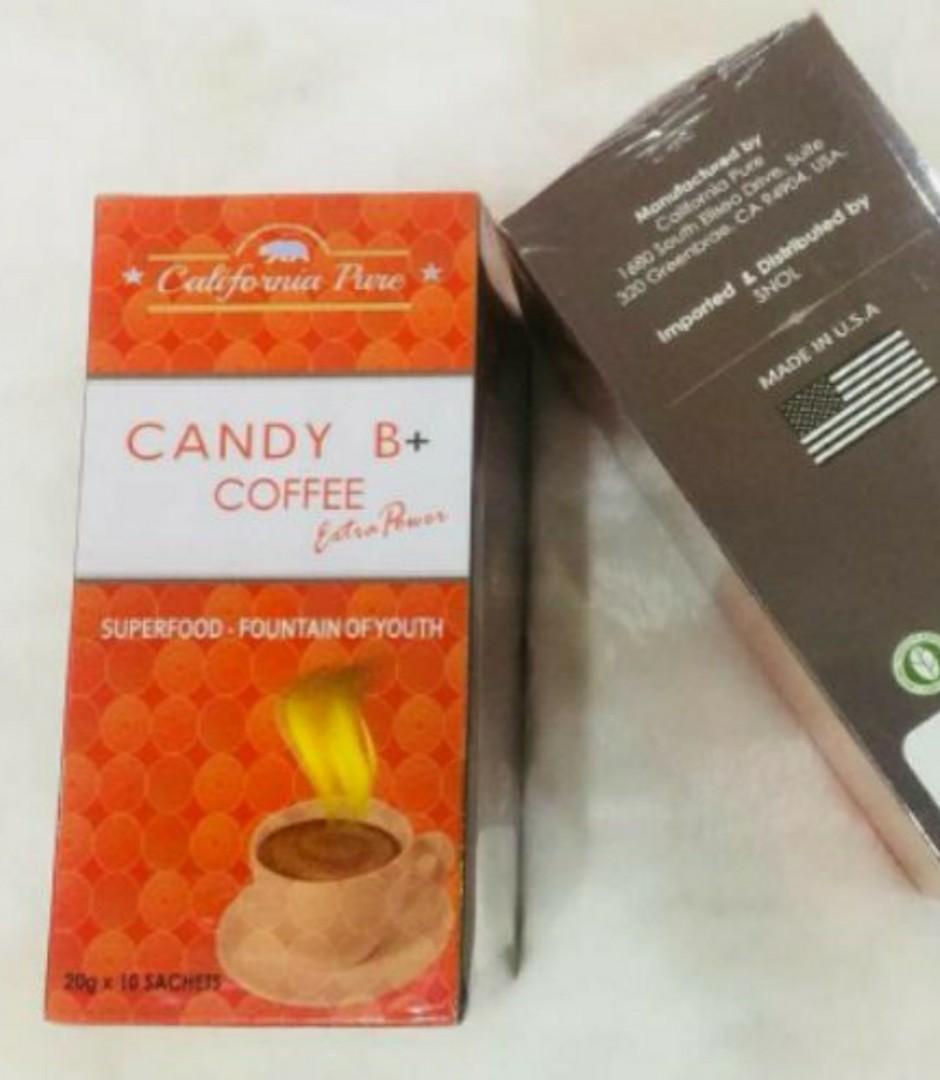 California Pure
CANDY B+
COFFEE
Extra Power
SUPERFOOD - FOUNTAIN OF YOUTH
20g x 10 SACHETS
Manufactured by
California Pure
1680 South Eliseo Drive, Suite
320 Greenbrae, CA 94904, USA.
Imported & Distributed by
3NOL
MADE IN U.S.A